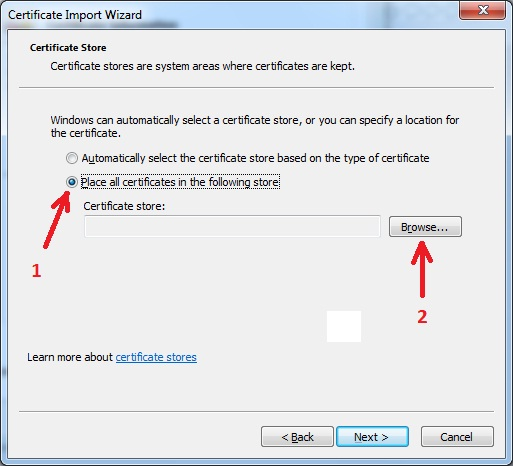 Certificate Import Wizard
Certificate Store
Certificate stores are system areas where certificates are kept.
Windows can automatically select a certificate store, or you can specify a location for
the certificate.
Automatically select the certificate store based on the type of certificate
Place all certificates in the following store
Certificate store:
Browse...
1
2
Learn more about certificate stores
< Back
Next >
Cancel